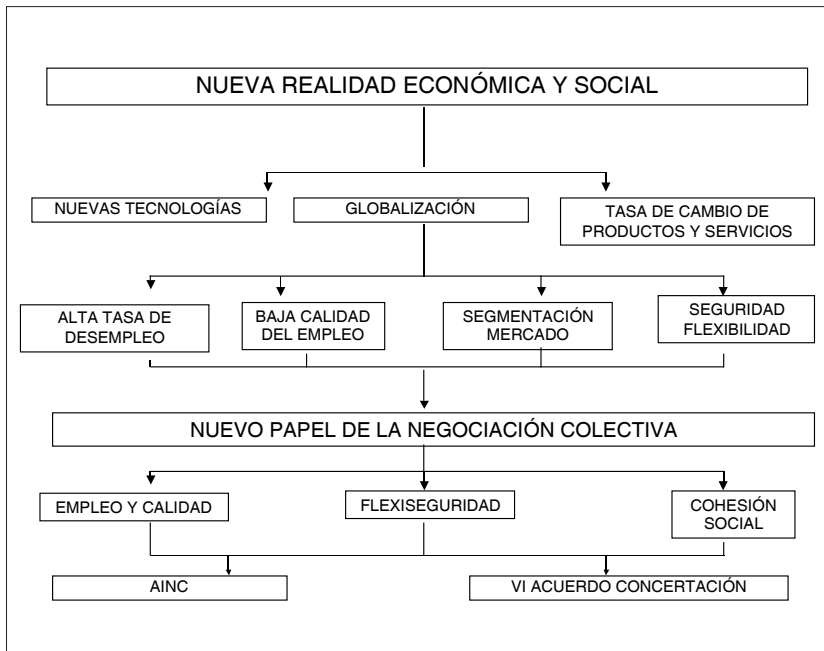 NUEVA REALIDAD ECONÓMICA Y SOCIAL
NUEVAS TECNOLOGÍAS
GLOBALIZACIÓN
TASA DE CAMBIO DE
PRODUCTOS Y SERVICIOS
ALTA TASA DE
DESEMPLEO
BAJA CALIDAD
DEL EMPLEO
SEGMENTACIÓN
MERCADO
SEGURIDAD
FLEXIBILIDAD
NUEVO PAPEL DE LA NEGOCIACIÓN COLECTIVA
EMPLEO Y CALIDAD
FLEXISEGURIDAD
COHESIÓN
SOCIAL
AINC
VI ACUERDO CONCERTACIÓN